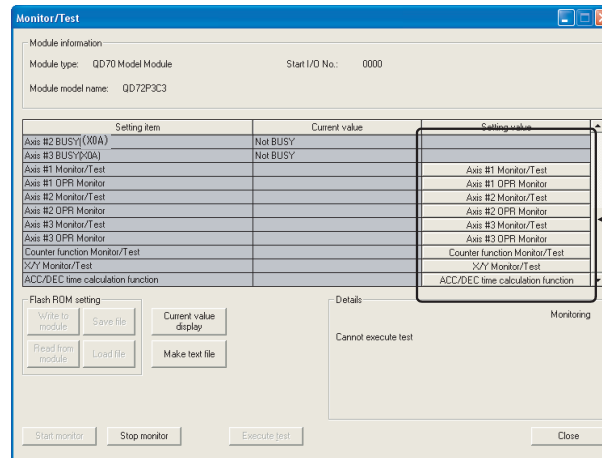 Monitor/Test
Module information
Module type: QD70 Model Module Start I/O No.: 0000
Module model name: QD72P3C3
Setting item Current value Setting value
Axis #2 BUSY(X0A) Not BUSY
Axis #3 BUSY(X0A) Not BUSY
Axis #1 Monitor/Test Axis #1 Monitor/Test
Axis #1 OPR Monitor Axis #1 OPR Monitor
Axis #2 Monitor/Test Axis #2 Monitor/Test
Axis #2 OPR Monitor Axis #2 OPR Monitor
Axis #3 Monitor/Test Axis #3 Monitor/Test
Axis #3 OPR Monitor Axis #3 OPR Monitor
Counter function Monitor/Test Counter function Monitor/Test
X/Y Monitor/Test X/Y Monitor/Test
ACC/DEC time calculation function ACC/DEC time calculation function
Flash ROM setting Details
Write to module Save file Current value display Monitoring
Cannot execute test
Read from module Load file Make text file
Start monitor Stop monitor Execute test Close